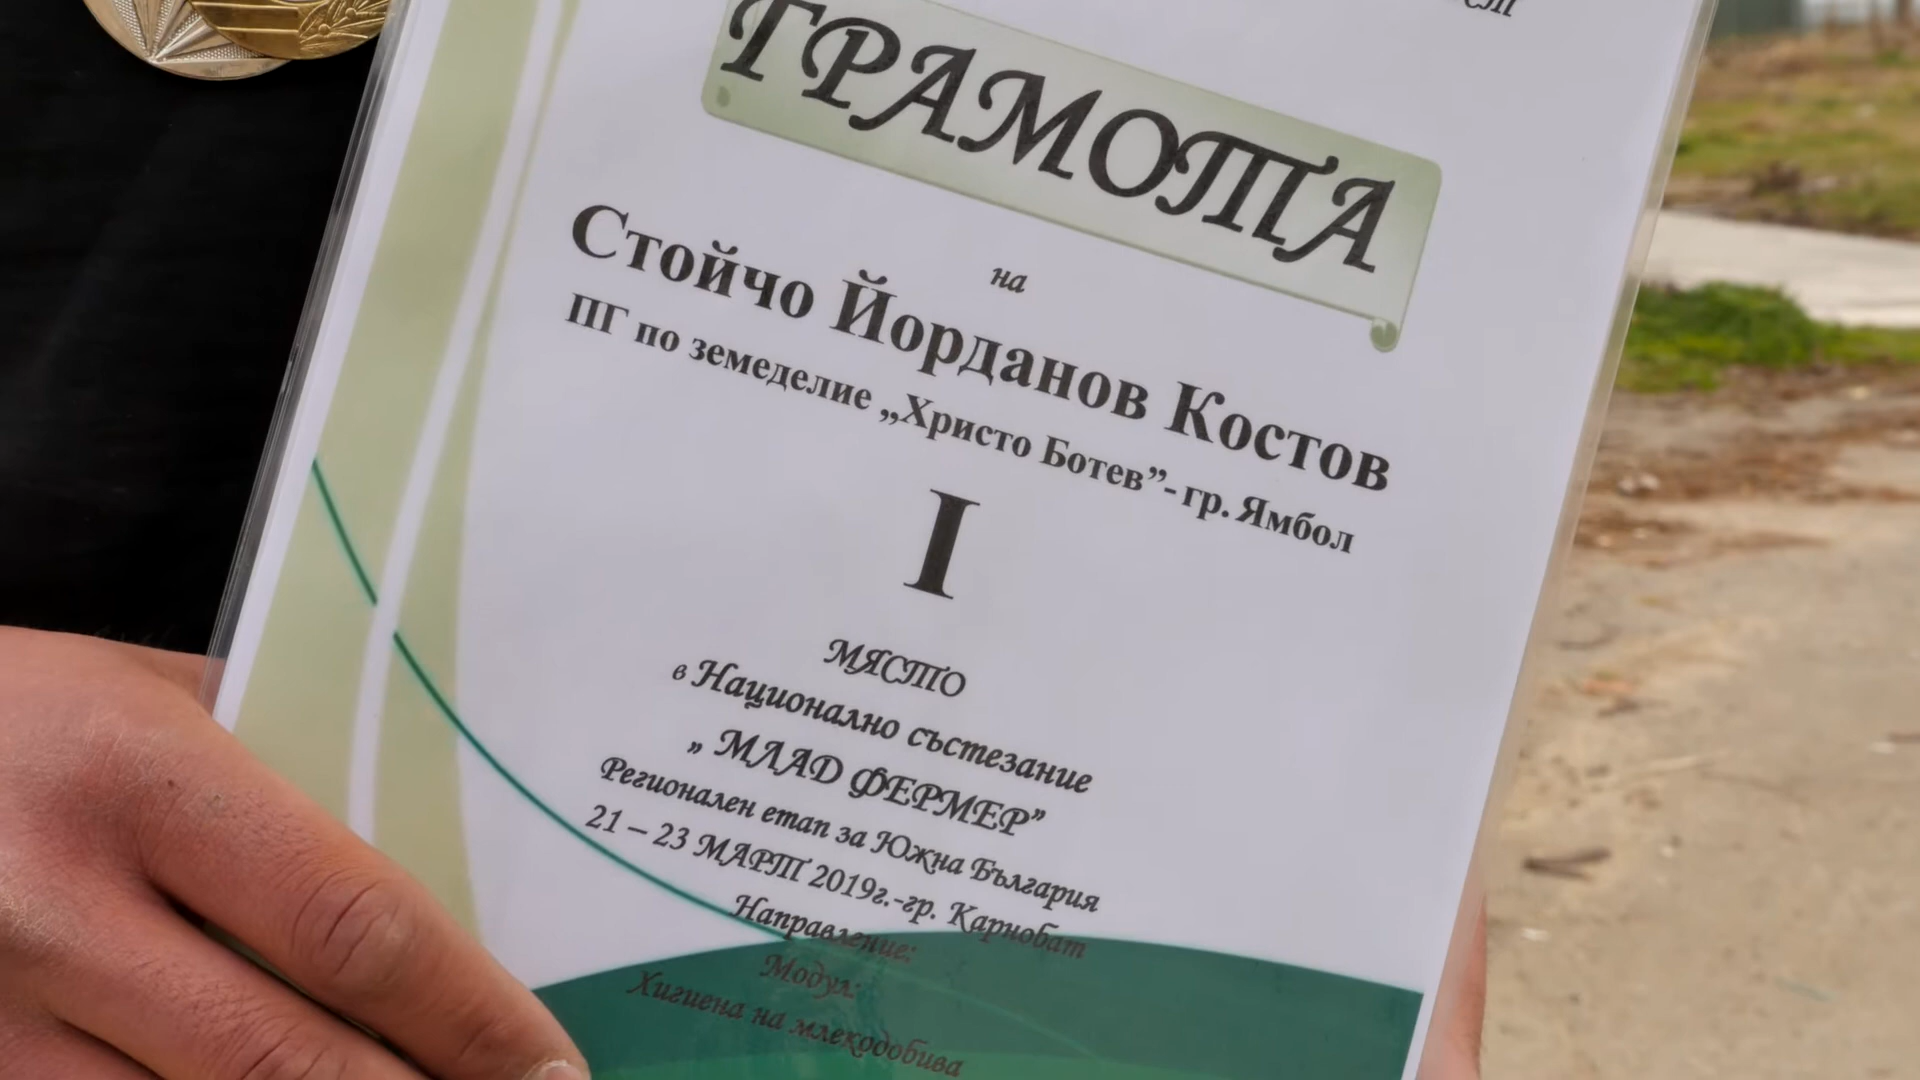 ГРАМОТА
на
Стойчо Йорданов Костов
ПГ по земеделие „Христо Ботев”- гр. Ямбол
I
МЯСТО
в Национално състезание
„ МЛАД ФЕРМЕР”
Регионален етап за Южна България
21 – 23 МАРТ 2019г.-гр. Карнобат
Направление:
Модул:
Хигиена на млекодобива